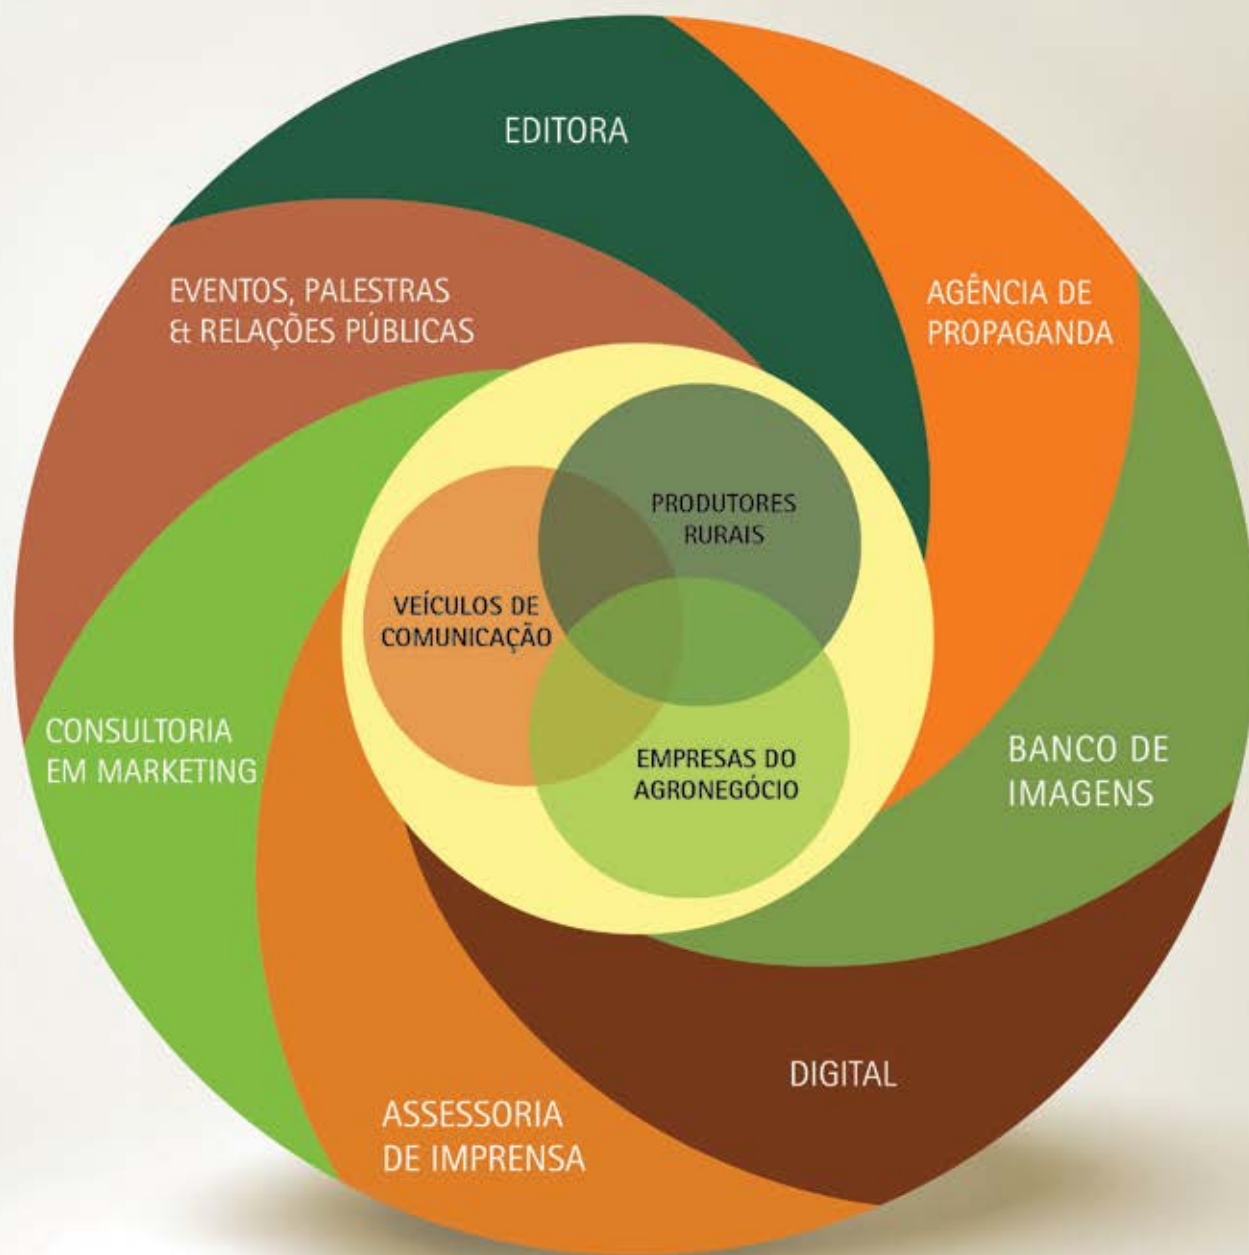 EDITORA
AGÊNCIA DE
PROPAGANDA
EVENTOS, PALESTRAS
& RELAÇÕES PÚBLICAS
PRODUTORES
RURAIS
VEÍCULOS DE
COMUNICAÇÃO
EMPRESAS DO
AGRONEGÓCIO
CONSULTORIA
EM MARKETING
BANCO DE
IMAGENS
DIGITAL
ASSESSORIA
DE IMPRENSA